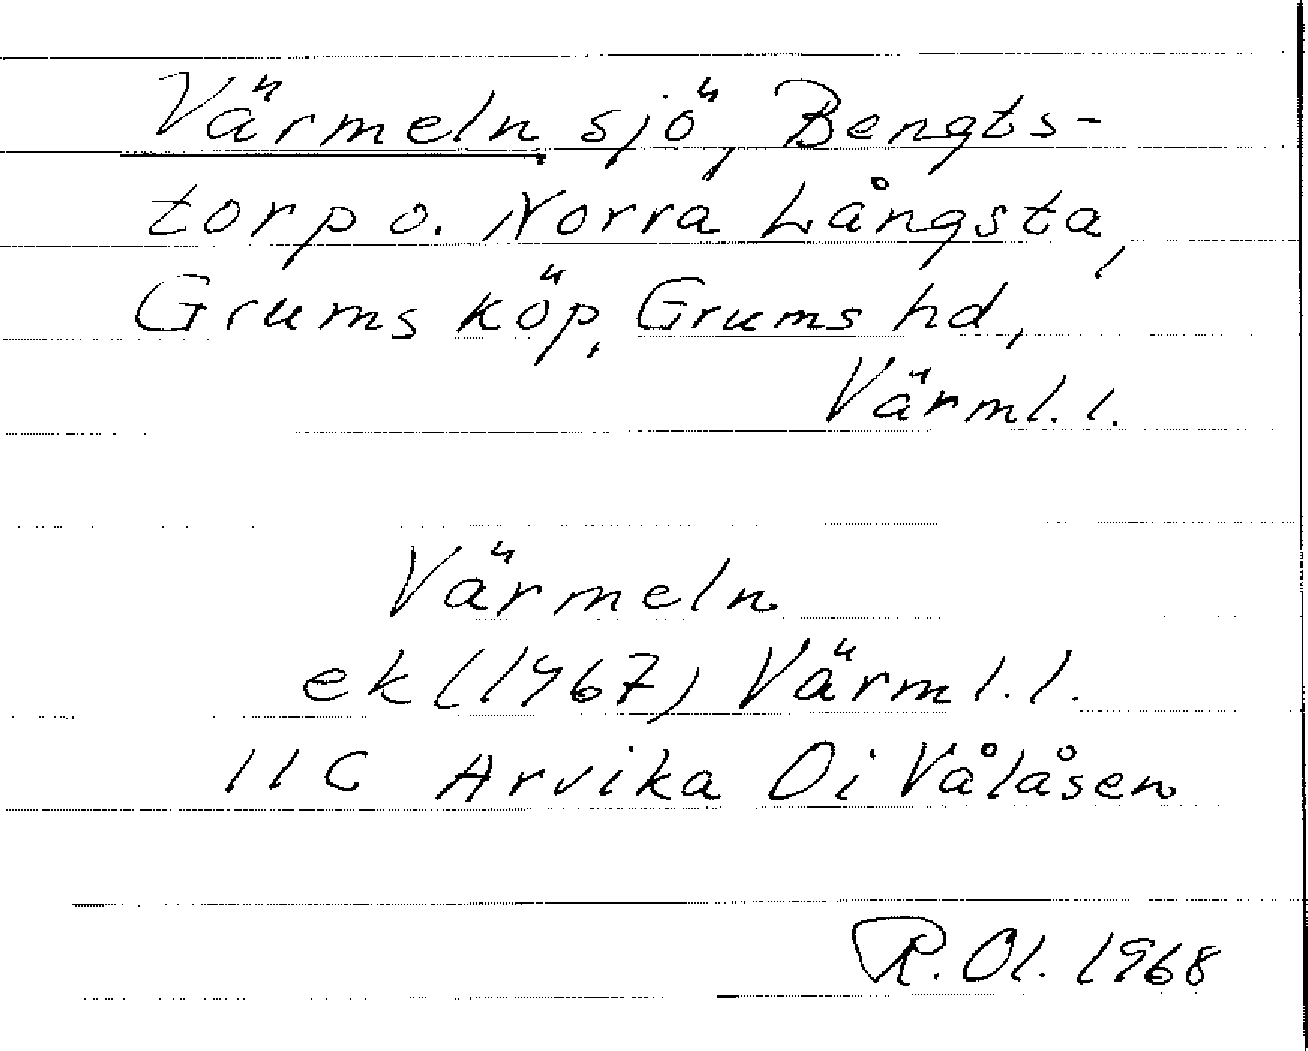 Värmeln, sjö, Bengts-
torp o. Norra Långsta,
Grums köp, Grums hd,
Värml. l.
Värmeln
ek (1967) Värml. l.
11 C Arvika Oi Vålåsen
R. Ol. 1968